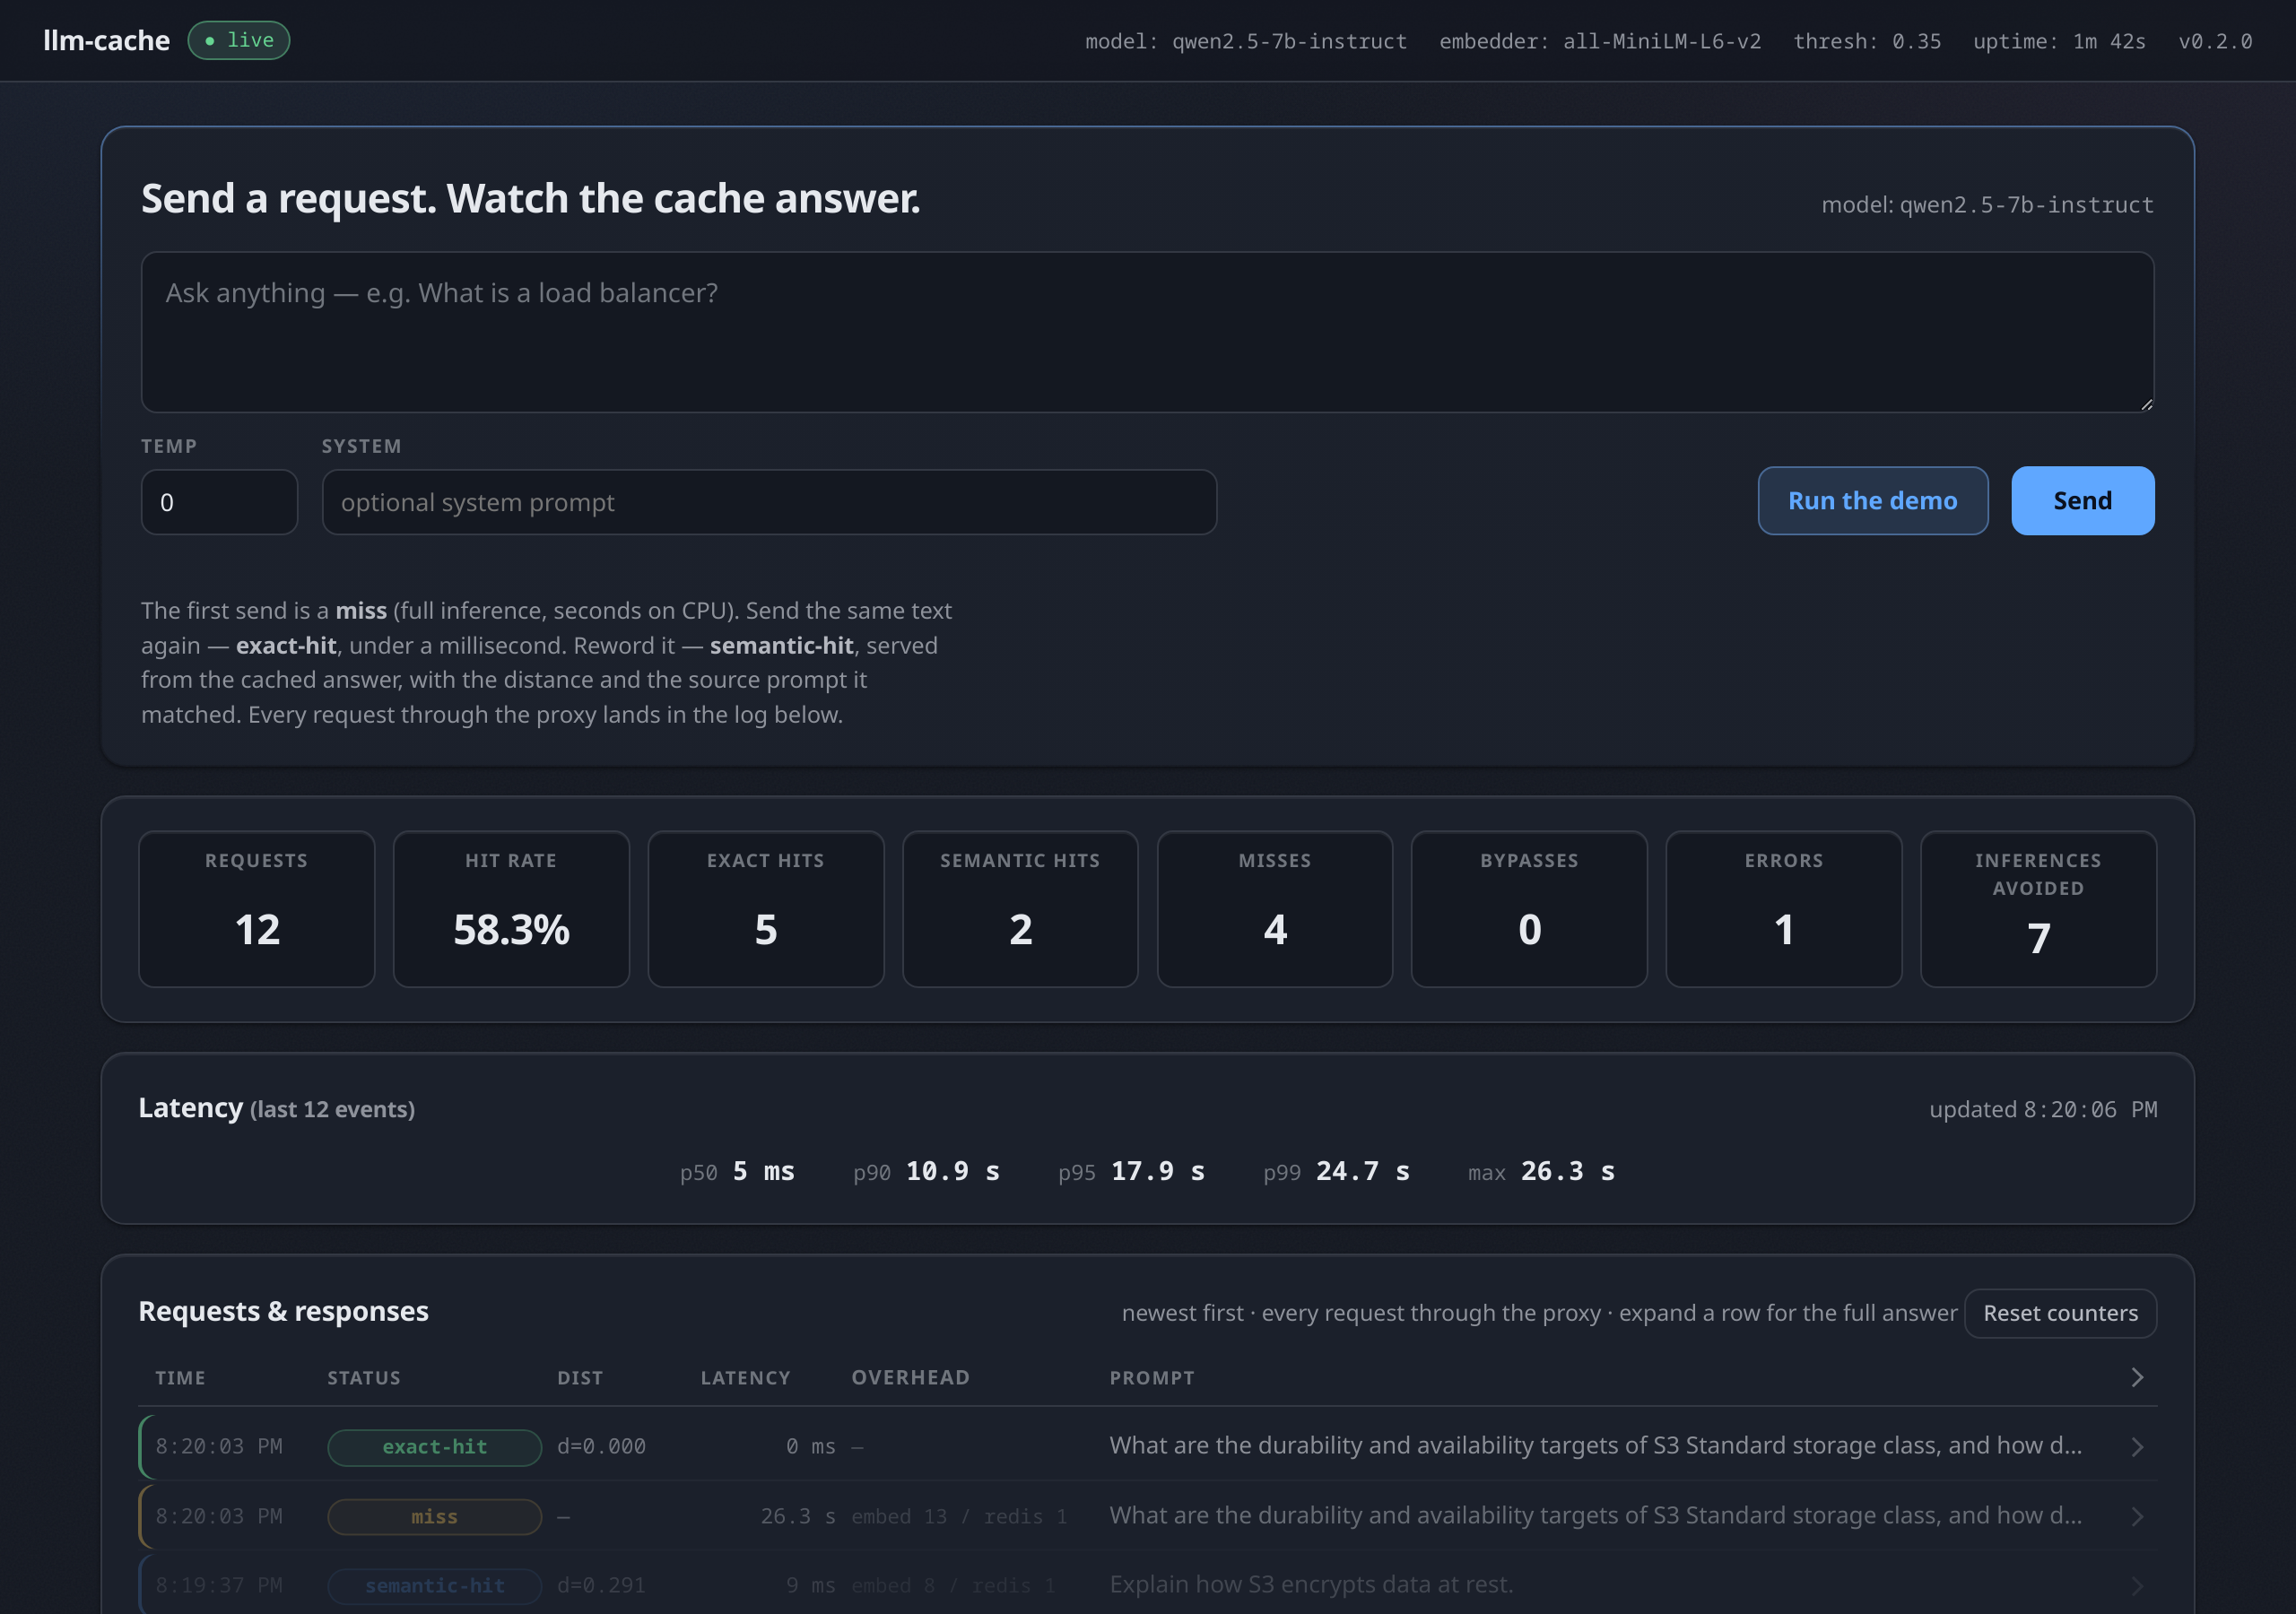 llm-cache ● live model: qwen2.5-7b-instruct embedder: all-MiniLM-L6-v2 thresh: 0.35 uptime: 1m 42s v0.2.0
Send a request. Watch the cache answer. model: qwen2.5-7b-instruct
Ask anything — e.g. What is a load balancer?
TEMP SYSTEM
0 optional system prompt Run the demo Send
The first send is a miss (full inference, seconds on CPU). Send the same text
again — exact-hit, under a millisecond. Reword it — semantic-hit, served
from the cached answer, with the distance and the source prompt it
matched. Every request through the proxy lands in the log below.
REQUESTS HIT RATE EXACT HITS SEMANTIC HITS MISSES BYPASSES ERRORS INFERENCES
AVOIDED
12 58.3% 5 2 4 0 1 7
Latency (last 12 events) updated 8:20:06 PM
p50 5 ms p90 10.9 s p95 17.9 s p99 24.7 s max 26.3 s
Requests & responses newest first · every request through the proxy · expand a row for the full answer Reset counters
TIME STATUS DIST LATENCY OVERHEAD PROMPT
8:20:03 PM exact-hit d=0.000 0 ms — What are the durability and availability targets of S3 Standard storage class, and how d…
8:20:03 PM miss — 26.3 s embed 13 / redis 1 What are the durability and availability targets of S3 Standard storage class, and how d…
8:19:37 PM semantic-hit d=0.291 9 ms embed 8 / redis 1 Explain how S3 encrypts data at rest.